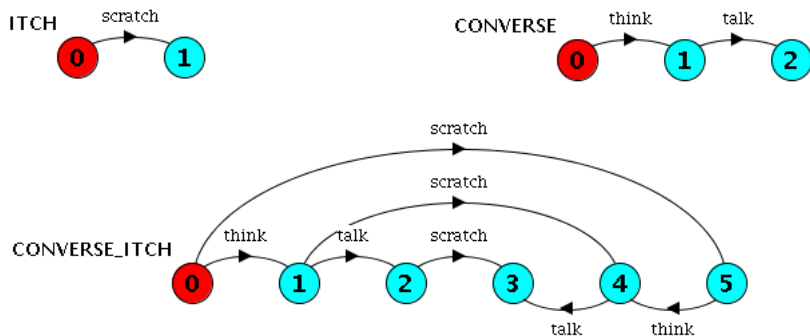 ITCH
scratch
0 1
CONVERSE
think talk
0 1 2
scratch
scratch
CONVERSE_ITCH
think talk scratch
0 1 2 3 4 5
talk think